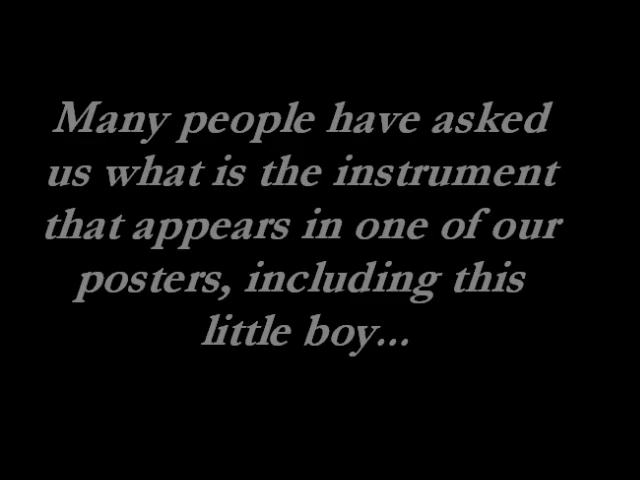 Many people have asked
us what is the instrument
that appears in one of our
posters, including this
little boy...